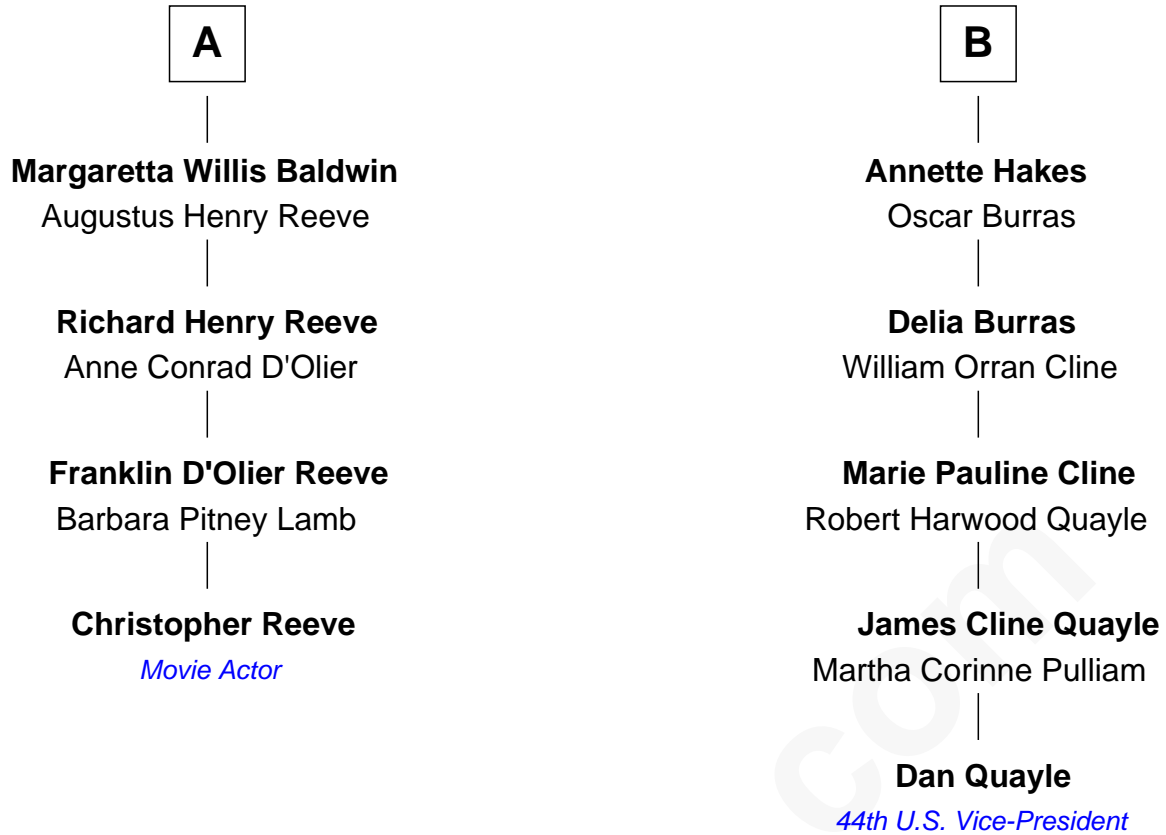 A
Margaretta Willis Baldwin
Augustus Henry Reeve
Richard Henry Reeve
Anne Conrad D'Olier
Franklin D'Olier Reeve
Barbara Pitney Lamb
Christopher Reeve
Movie Actor
B
Annette Hakes
Oscar Burras
Delia Burras
William Orran Cline
Marie Pauline Cline
Robert Harwood Quayle
James Cline Quayle
Martha Corinne Pulliam
Dan Quayle
44th U.S. Vice-President
com